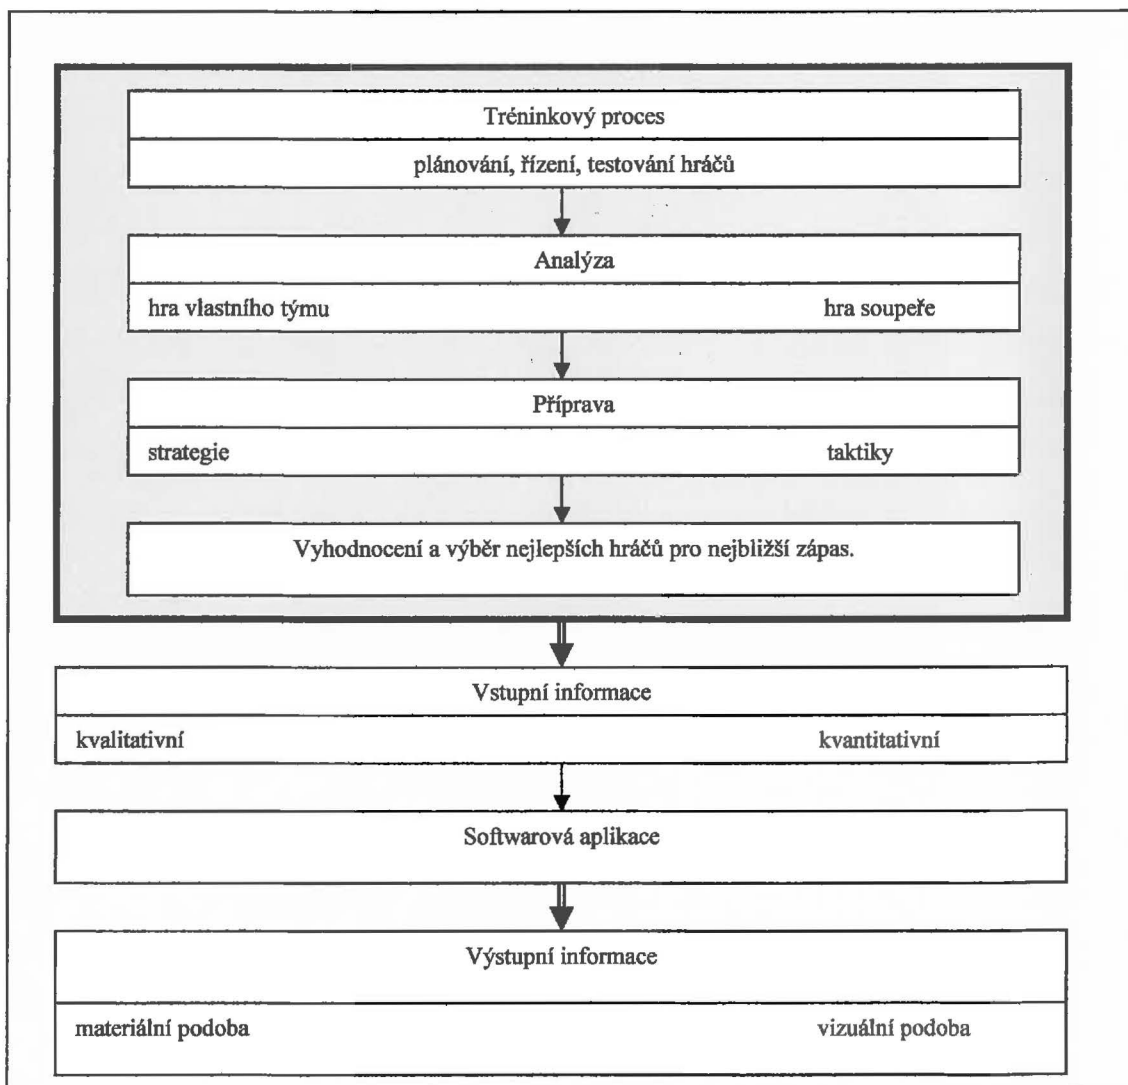 Tréninkový proces
plánování, řízení, testování hráčů
Analýza
hra vlastního týmu hra soupeře
Příprava
strategie taktiky
Vyhodnocení a výběr nejlepších hráčů pro nejbližší zápas.
Vstupní informace
kvalitativní kvantitativní
Softwarová aplikace
Výstupní informace
materiální podoba vizuální podoba